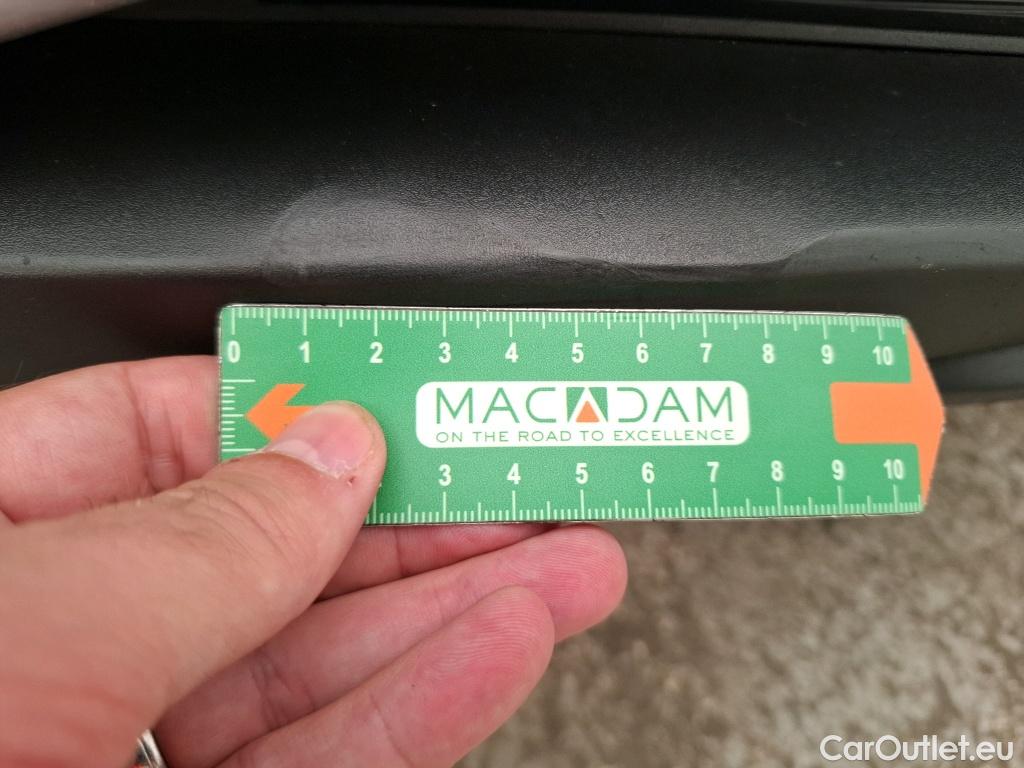 0 1 2 3 4 5 6 7 8 9 10
MACADAM
ON THE ROAD TO EXCELLENCE
3 4 5 6 7 8 9 10
CarOutlet.eu